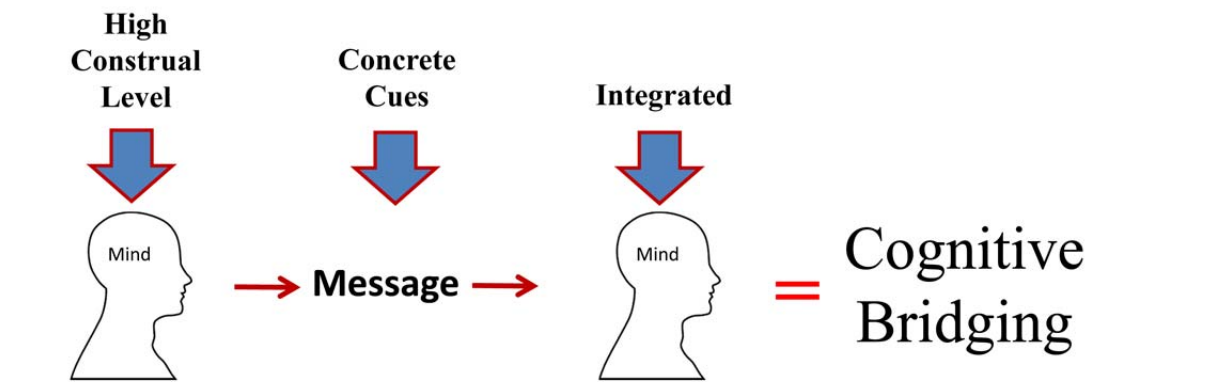 High
Construal
Level
Concrete
Cues
Integrated
Mind
Message
Mind
=
Cognitive
Bridging